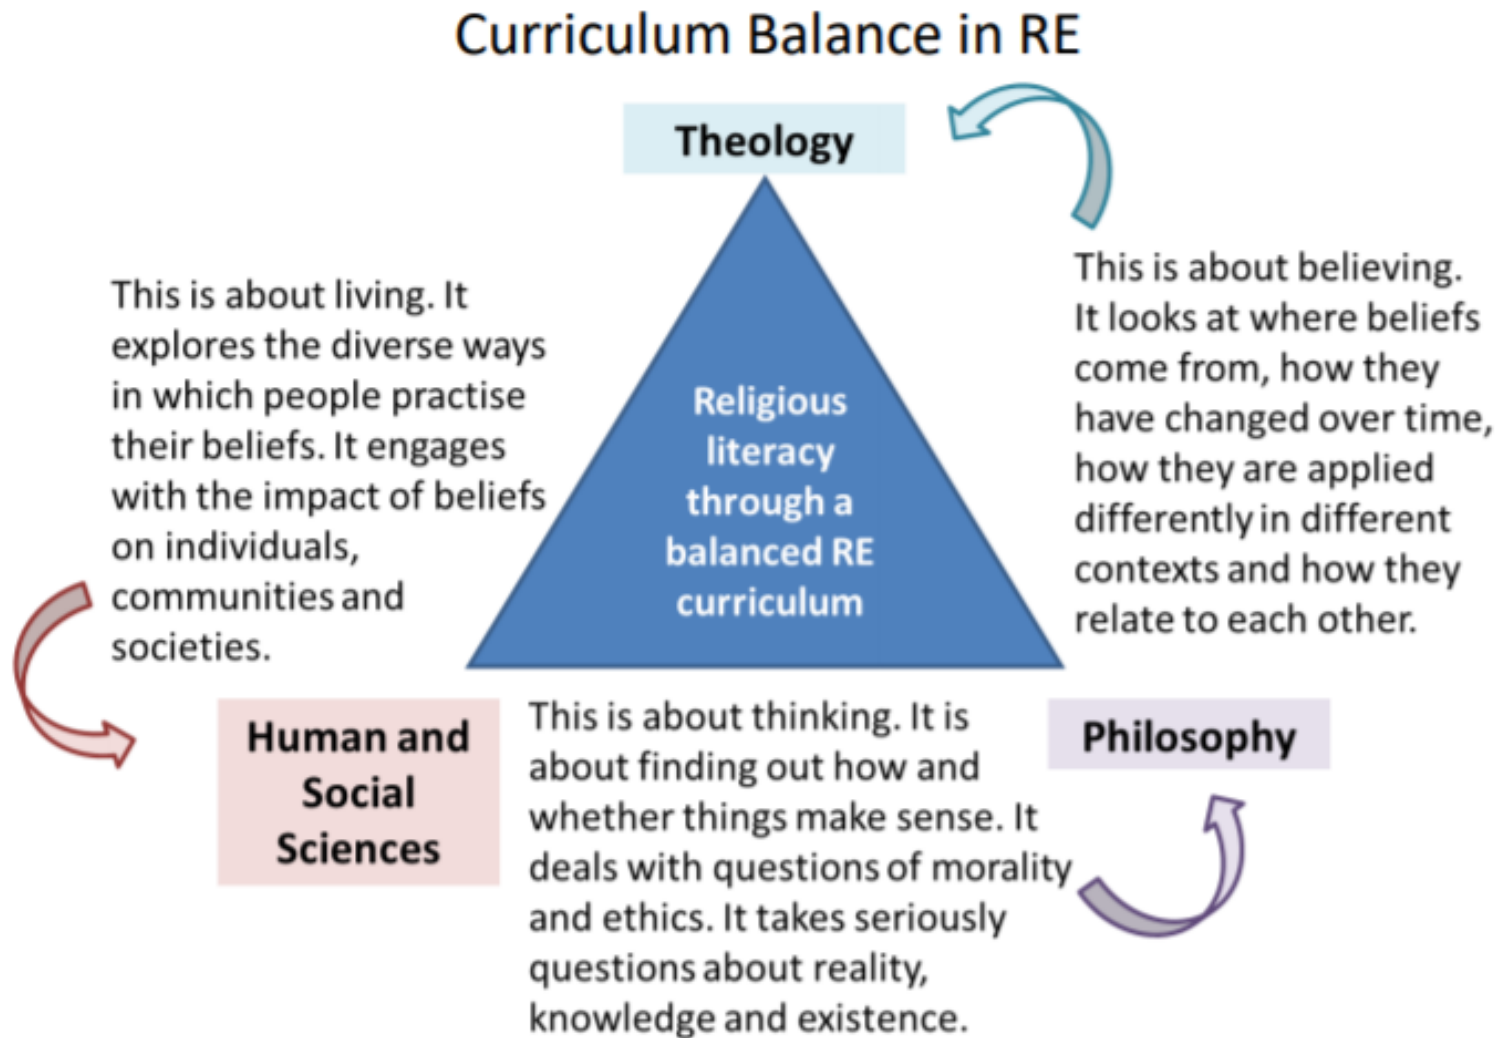 Curriculum Balance in RE
Theology
This is about believing.
It looks at where beliefs
come from, how they
have changed over time,
how they are applied
differently in different
contexts and how they
relate to each other.
This is about living. It
explores the diverse ways
in which people practise
their beliefs. It engages
with the impact of beliefs
on individuals,
communities and
societies.
Religious
literacy
through a
balanced RE
curriculum
Human and
Social
Sciences
This is about thinking. It is
about finding out how and
whether things make sense. It
deals with questions of morality
and ethics. It takes seriously
questions about reality,
knowledge and existence.
Philosophy